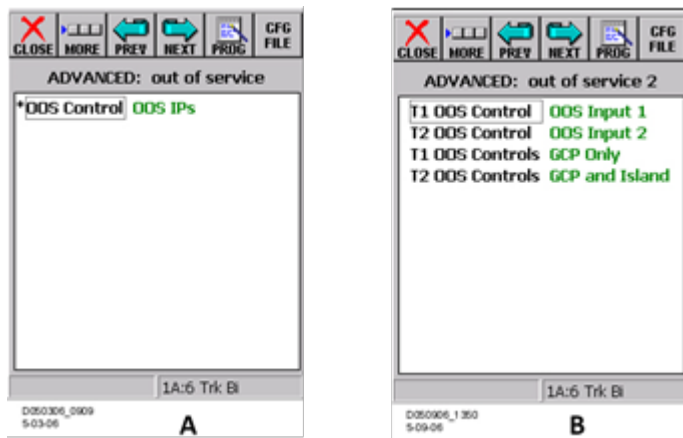 CLOSE MORE PREV NEXT PROG CFG FILE
ADVANCED: out of service
*OOS Control OOS IPs
1A:6 Trk Bi
D050306_0909
5-03-06
A
CLOSE MORE PREV NEXT PROG CFG FILE
ADVANCED: out of service 2
T1 OOS Control OOS Input 1
T2 OOS Control OOS Input 2
T1 OOS Controls GCP Only
T2 OOS Controls GCP and Island
1A:6 Trk Bi
D050906_1350
5-09-06
B